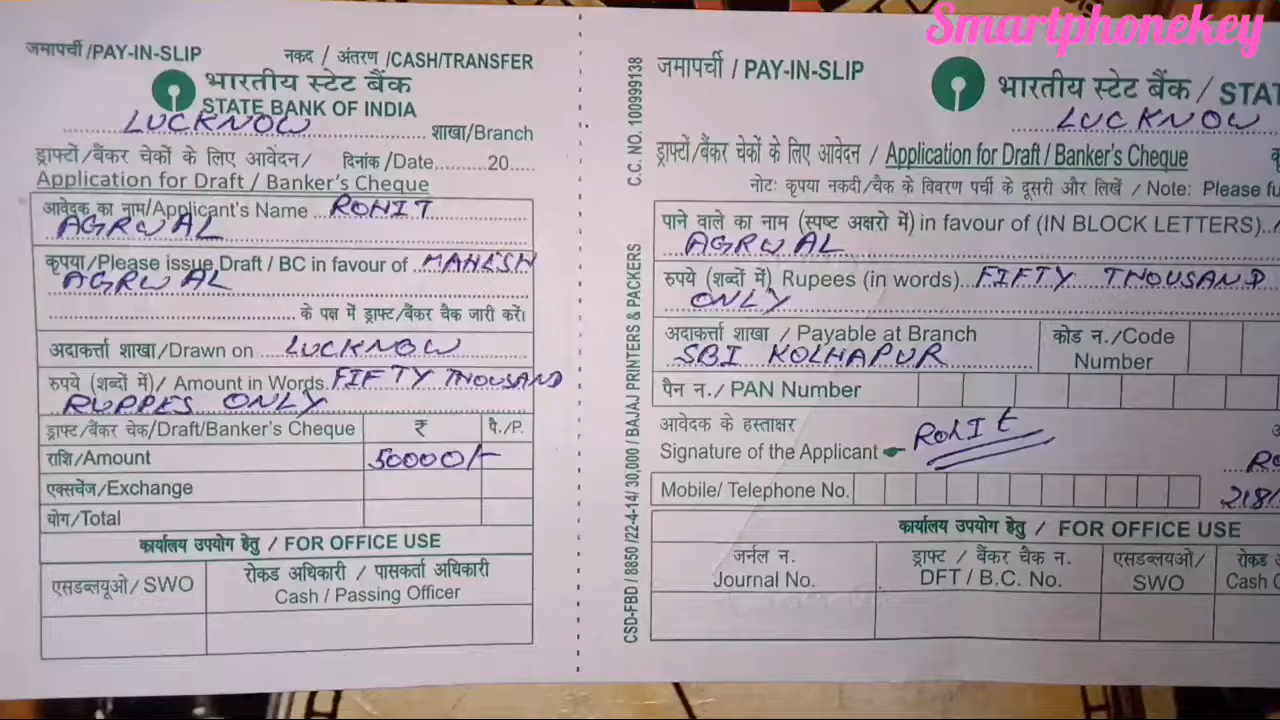 Smartphonekey
जमापर्ची/PAY-IN-SLIP नकद / अंतरण /CASH/TRANSFER
भारतीय स्टेट बैंक
STATE BANK OF INDIA
LUCKNOW शाखा/Branch
ड्राफ्टों/बैंकर चेकों के लिए आवेदन/ दिनांक /Date........20.....
Application for Draft / Banker's Cheque
आवेदक का नाम/Applicant's Name ROHIT
AGRWAL
कृपया/Please issue Draft / BC in favour of MAHESH
AGRWAL
के पक्ष में ड्राफ्ट/बैंकर चैक जारी करें।
अदाकर्त्ता शाखा/Drawn on LUCKNOW
रुपये (शब्दों में)/ Amount in Words FIFTY THOUSAND
RUPPES ONLY
ड्राफ्ट/बैंकर चेक/Draft/Banker's Cheque ₹ पै./P.
राशि/Amount 50000/-
एक्सचेंज/Exchange
योग/Total
कार्यालय उपयोग हेतु / FOR OFFICE USE
एसडब्लयूओ/ SWO रोकड अधिकारी / पासकर्ता अधिकारी
Cash / Passing Officer
CSD-FBD / 8850 /22-4-14/ 30,000 / BAJAJ PRINTERS & PACKERS C.C. NO. 100999138
जमापर्ची / PAY-IN-SLIP
भारतीय स्टेट बैंक / STA
LUCKNOW
ड्राफ्टों/बैंकर चेकों के लिए आवेदन / Application for Draft / Banker's Cheque
नोटः कृपया नकदी/चैक के विवरण पर्ची के दूसरी और लिखें / Note: Please fu
पाने वाले का नाम (स्पष्ट अक्षरो में) in favour of (IN BLOCK LETTERS)
AGRWAL
रुपये (शब्दों में) Rupees (in words) FIFTY THOUSAND
ONLY
अदाकर्त्ता शाखा / Payable at Branch कोड न./Code
SBI KOLHAPUR Number
पैन न./ PAN Number
आवेदक के हस्ताक्षर
Signature of the Applicant Rohit
Mobile/ Telephone No. 218
कार्यालय उपयोग हेतु / FOR OFFICE USE
जर्नल न. ड्राफ्ट / बैंकर चैक न. एसडब्लयूओ/ रोकड
Journal No. DFT / B.C. No. SWO Cash